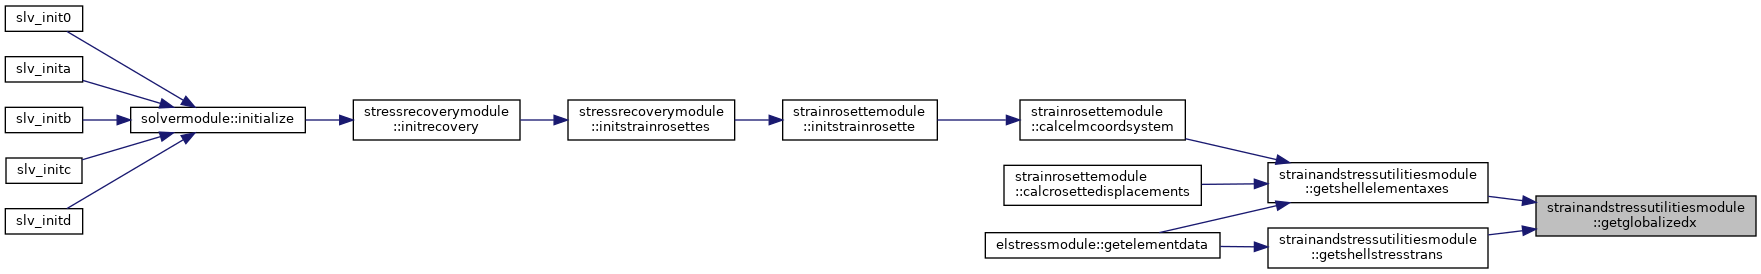 slv_init0
slv_inita
slv_initb
slv_initc
slv_initd
solvermodule::initialize
stressrecoverymodule
::initrecovery
stressrecoverymodule
::initstrainrosettes
strainrosettemodule
::initstrainrosette
strainrosettemodule
::calcelmcoordsystem
strainrosettemodule
::calcrosettedisplacements
elstressmodule::getelementdata
strainandstressutilitiesmodule
::getshellelementaxes
strainandstressutilitiesmodule
::getshellstresstrans
strainandstressutilitiesmodule
::getglobalizedx